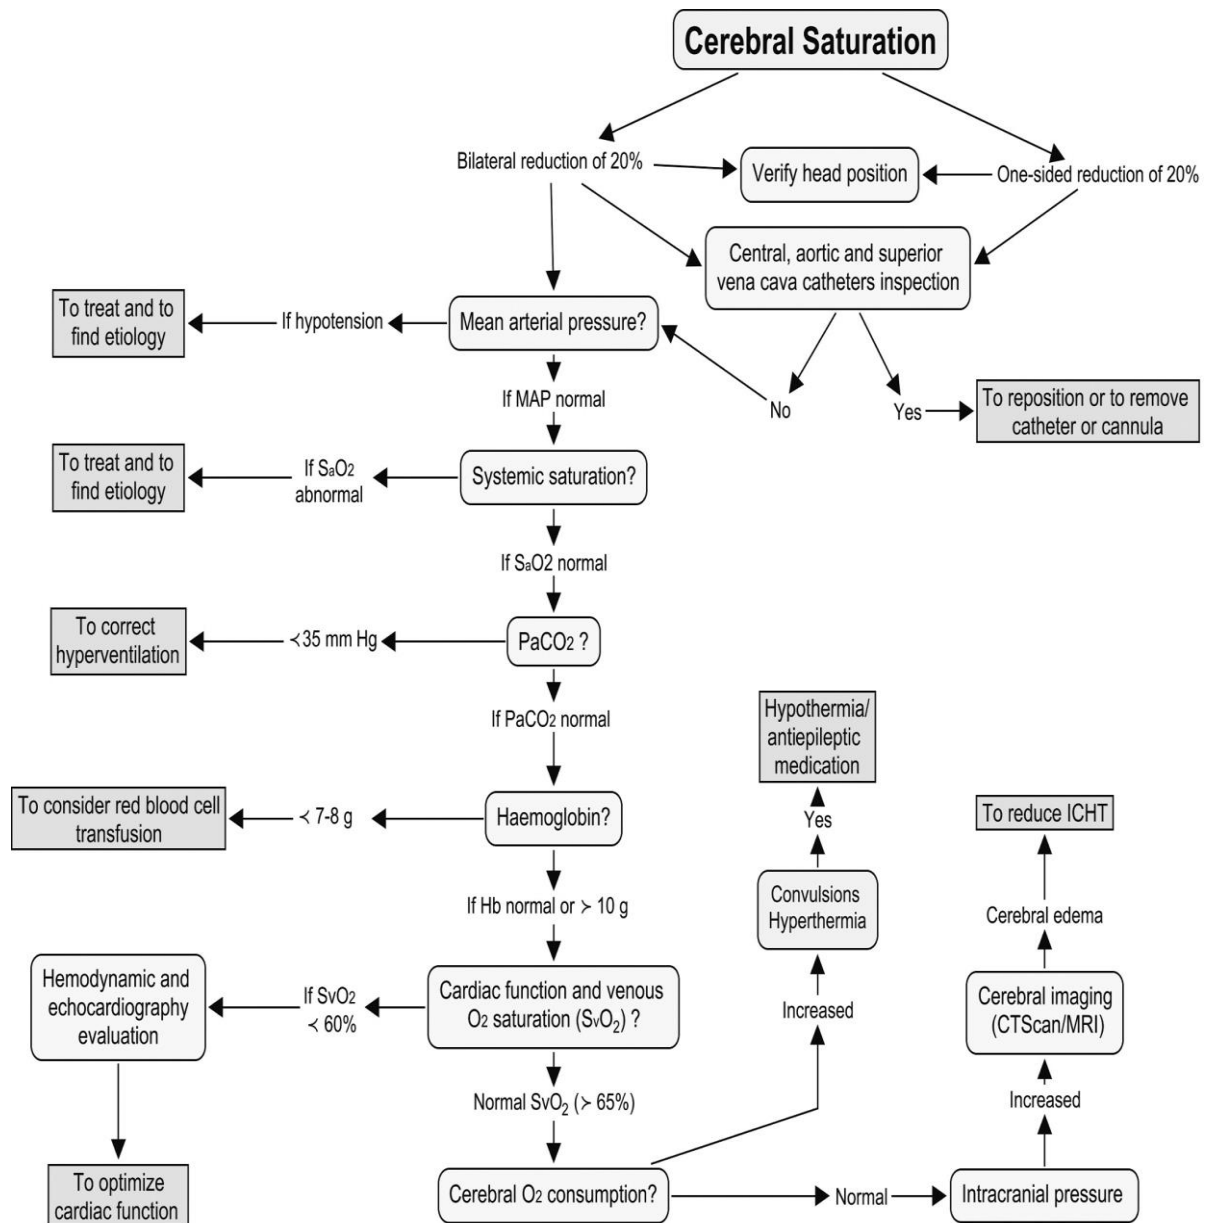 Cerebral Saturation
Bilateral reduction of 20%
Verify head position
One-sided reduction of 20%
Central, aortic and superior
vena cava catheters inspection
To treat and to
find etiology
If hypotension
Mean arterial pressure?
If MAP normal
No
Yes
To reposition or to remove
catheter or cannula
To treat and to
find etiology
If SaO2
abnormal
Systemic saturation?
If SaO2 normal
To correct
hyperventilation
<35 mm Hg
PaCO2 ?
If PaCO2 normal
Hypothermia/
antiepileptic
medication
To consider red blood cell
transfusion
< 7-8 g
Haemoglobin?
Yes
To reduce ICHT
If Hb normal or > 10 g
Convulsions
Hyperthermia
Cerebral edema
Hemodynamic and
echocardiography
evaluation
If SvO2
< 60%
Cardiac function and venous
O2 saturation (SvO2) ?
Increased
Cerebral imaging
(CTScan/MRI)
Normal SvO2 (> 65%)
Increased
To optimize
cardiac function
Cerebral O2 consumption?
Normal
Intracranial pressure